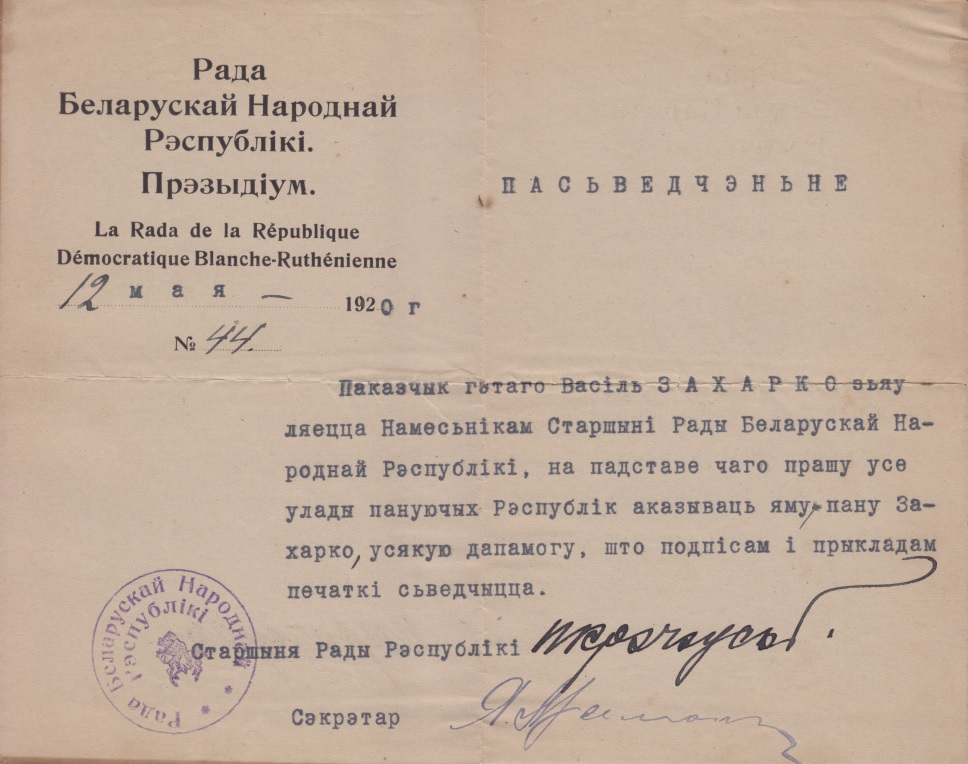 Рада
Беларускай Народнай
Рэспублікі.
Прэзыдіум.
La Rada de la République
Démocratique Blanche-Ruthénienne
12 мая — 1920 г
№ 44.
ПАСЬВЕДЧЭНЬНЕ
Паказчык гэтаго Васіль ЗАХАРКО зьяу-
ляецца Намесьнікам Старшыні Рады Беларускай На-
роднай Рэспублікі, на падставе чаго прашу усе
улады пануючых Рэспублік аказываць яму, пану За-
харко, усякую дапамогу, што подпісам і прыкладам
печаткі сьведчыцца.
Старшыня Рады Рэспублікі
Сэкрэтар
Рада Беларускай Народнай
Рэспублікі